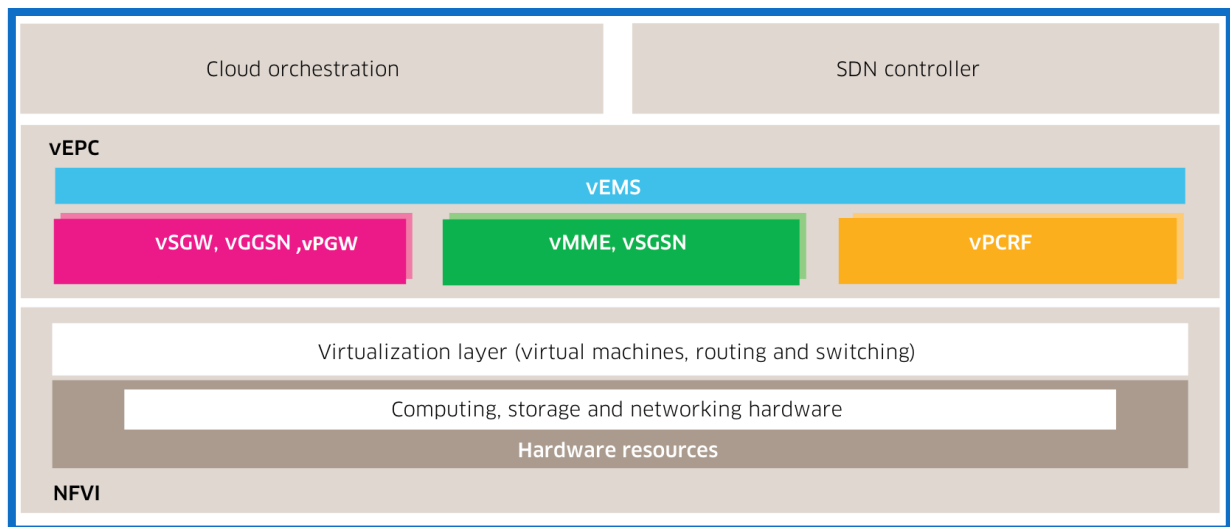 Cloud orchestration
SDN controller
vEPC
vEMS
vSGW, vGGSN ,vPGW
vMME, vSGSN
vPCRF
Virtualization layer (virtual machines, routing and switching)
Computing, storage and networking hardware
Hardware resources
NFVI